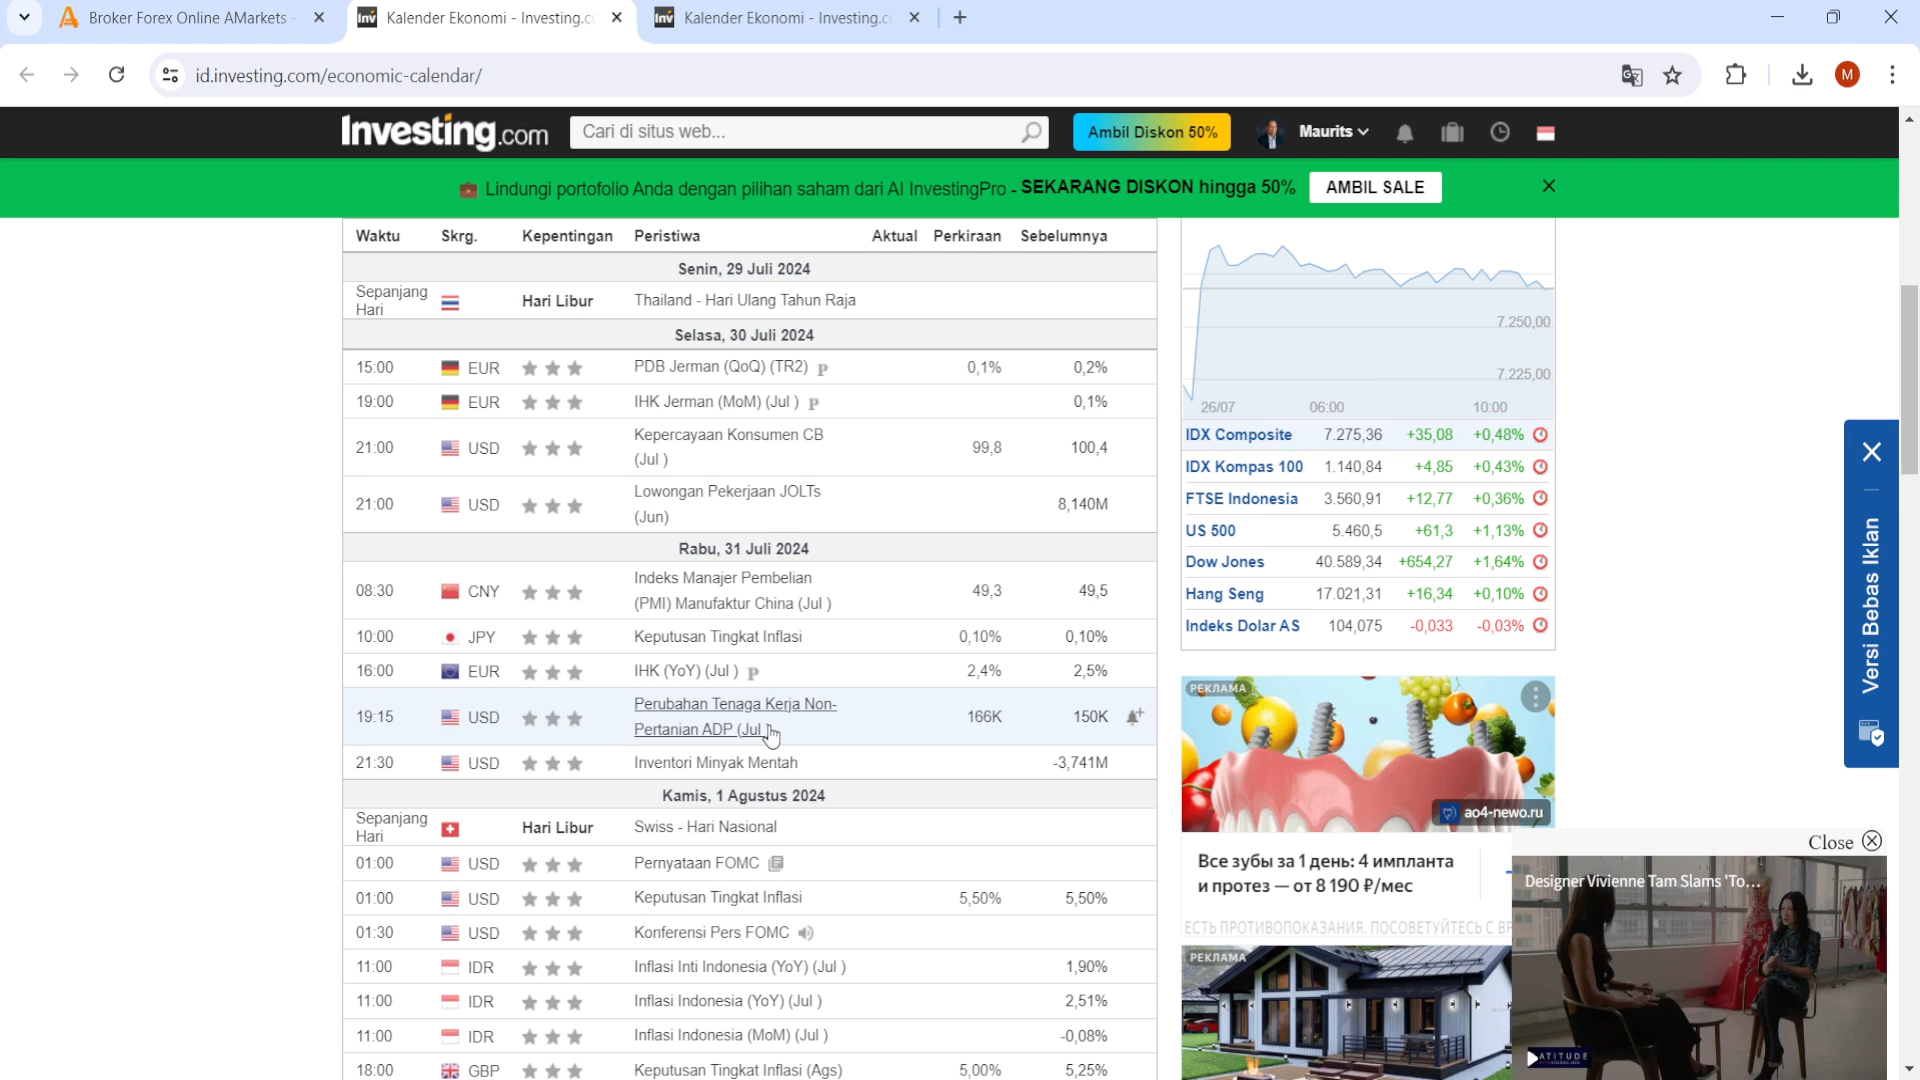 Broker Forex Online AMarkets -
Kalender Ekonomi - Investing.c
Kalender Ekonomi - Investing.c
id.investing.com/economic-calendar/
M
Investing.com
Cari di situs web...
Ambil Diskon 50%
Maurits
Lindungi portofolio Anda dengan pilihan saham dari AI InvestingPro - SEKARANG DISKON hingga 50%
AMBIL SALE
Waktu Skrg. Kepentingan Peristiwa Aktual Perkiraan Sebelumnya
Senin, 29 Juli 2024
Sepanjang Hari Hari Libur Thailand - Hari Ulang Tahun Raja
Selasa, 30 Juli 2024
15:00 EUR PDB Jerman (QoQ) (TR2) P 0,1% 0,2%
19:00 EUR IHK Jerman (MoM) (Jul ) P 0,1%
21:00 USD Kepercayaan Konsumen CB (Jul ) 99,8 100,4
21:00 USD Lowongan Pekerjaan JOLTs (Jun) 8,140M
Rabu, 31 Juli 2024
08:30 CNY Indeks Manajer Pembelian (PMI) Manufaktur China (Jul ) 49,3 49,5
10:00 JPY Keputusan Tingkat Inflasi 0,10% 0,10%
16:00 EUR IHK (YoY) (Jul ) P 2,4% 2,5%
19:15 USD Perubahan Tenaga Kerja Non-Pertanian ADP (Jul 166K 150K
21:30 USD Inventori Minyak Mentah -3,741M
Kamis, 1 Agustus 2024
Sepanjang Hari Hari Libur Swiss - Hari Nasional
01:00 USD Pernyataan FOMC
01:00 USD Keputusan Tingkat Inflasi 5,50% 5,50%
01:30 USD Konferensi Pers FOMC
11:00 IDR Inflasi Inti Indonesia (YoY) (Jul ) 1,90%
11:00 IDR Inflasi Indonesia (YoY) (Jul ) 2,51%
11:00 IDR Inflasi Indonesia (MoM) (Jul ) -0,08%
18:00 GBP Keputusan Tingkat Inflasi (Ags) 5,00% 5,25%
7.250,00
7.225,00
26/07 06:00 10:00
IDX Composite 7.275,36 +35,08 +0,48%
IDX Kompas 100 1.140,84 +4,85 +0,43%
FTSE Indonesia 3.560,91 +12,77 +0,36%
US 500 5.460,5 +61,3 +1,13%
Dow Jones 40.589,34 +654,27 +1,64%
Hang Seng 17.021,31 +16,34 +0,10%
Indeks Dolar AS 104,075 -0,033 -0,03%
РЕКЛАМА
ao4-newo.ru
Все зубы за 1 день: 4 импланта
и протез — от 8 190 ₽/мес
ЕСТЬ ПРОТИВОПОКАЗАНИЯ. ПОСОВЕТУЙТЕСЬ С
РЕКЛАМА
Close
Designer Vivienne Tam Slams 'To...
ATITUDE
Versi Bebas Iklan